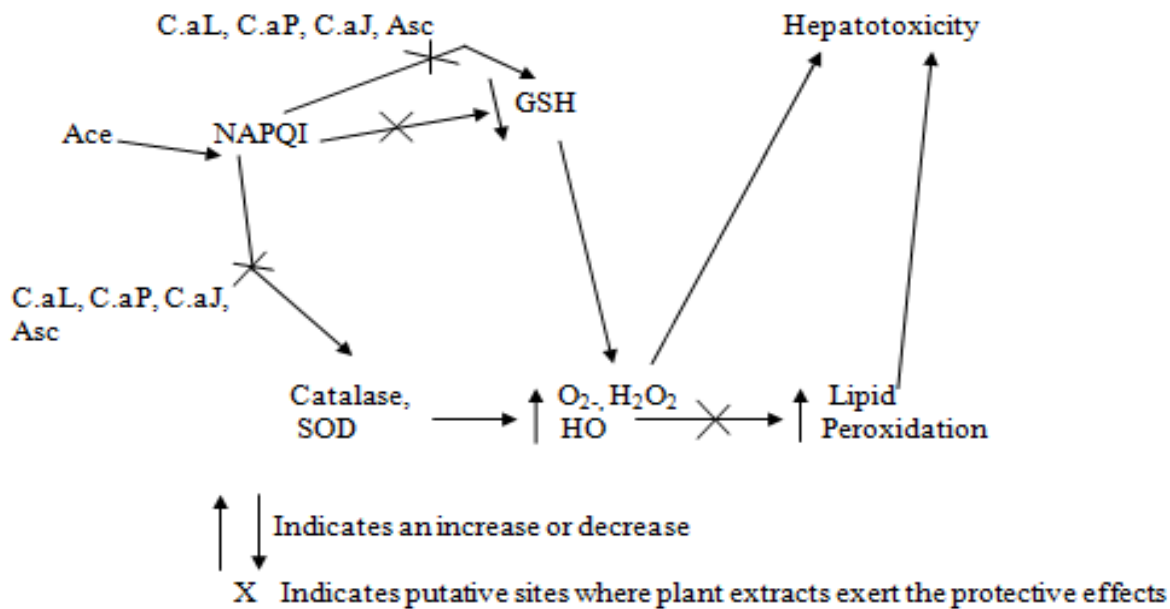 C.aL, C.aP, C.aJ, Asc
Hepatotoxicity
GSH
Ace
NAPQI
C.aL, C.aP, C.aJ,
Asc
Catalase,
SOD
O₂-, H₂O₂
HO
Lipid
Peroxidation
Indicates an increase or decrease
X Indicates putative sites where plant extracts exert the protective effects